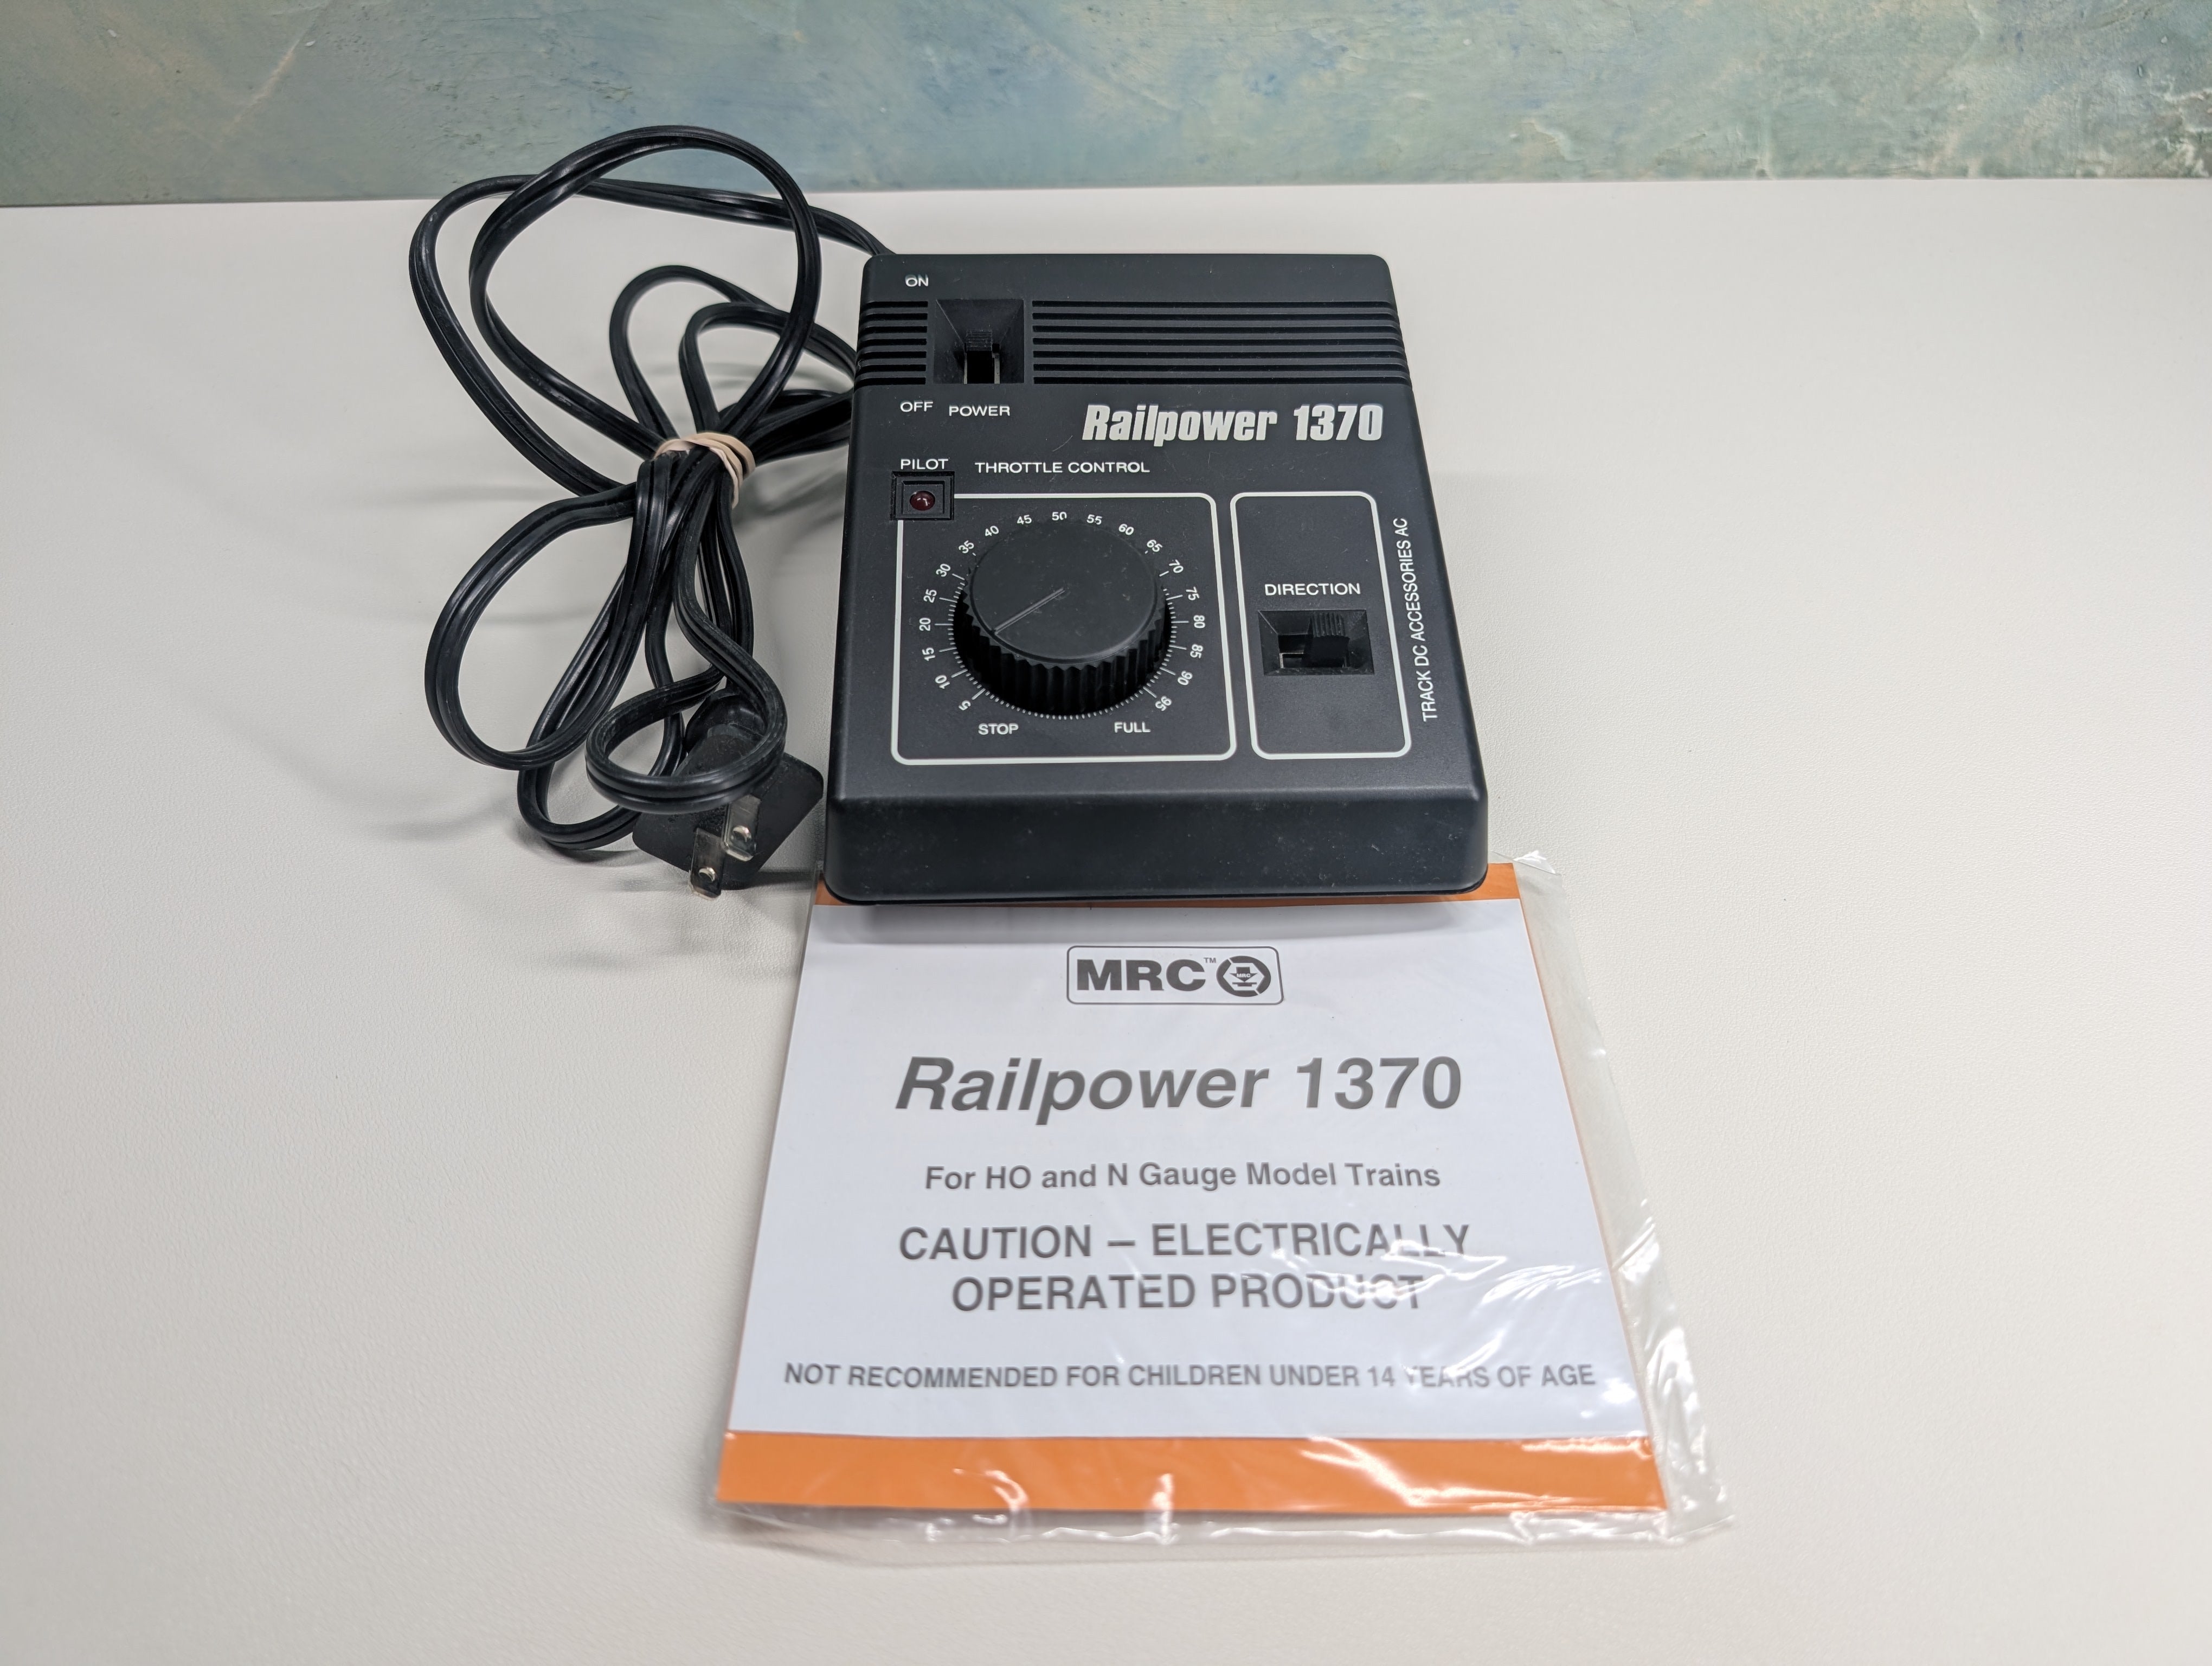 ON
OFF POWER
Railpower 1370
PILOT THROTTLE CONTROL
5 10 15 20 25 30 35 40 45 50 55 60 65 70 75 80 85 90 95
STOP FULL
DIRECTION
TRACK DC ACCESSORIES AC
MRC™ MRC
Railpower 1370
For HO and N Gauge Model Trains
CAUTION – ELECTRICALLY
OPERATED PRODUCT
NOT RECOMMENDED FOR CHILDREN UNDER 14 YEARS OF AGE